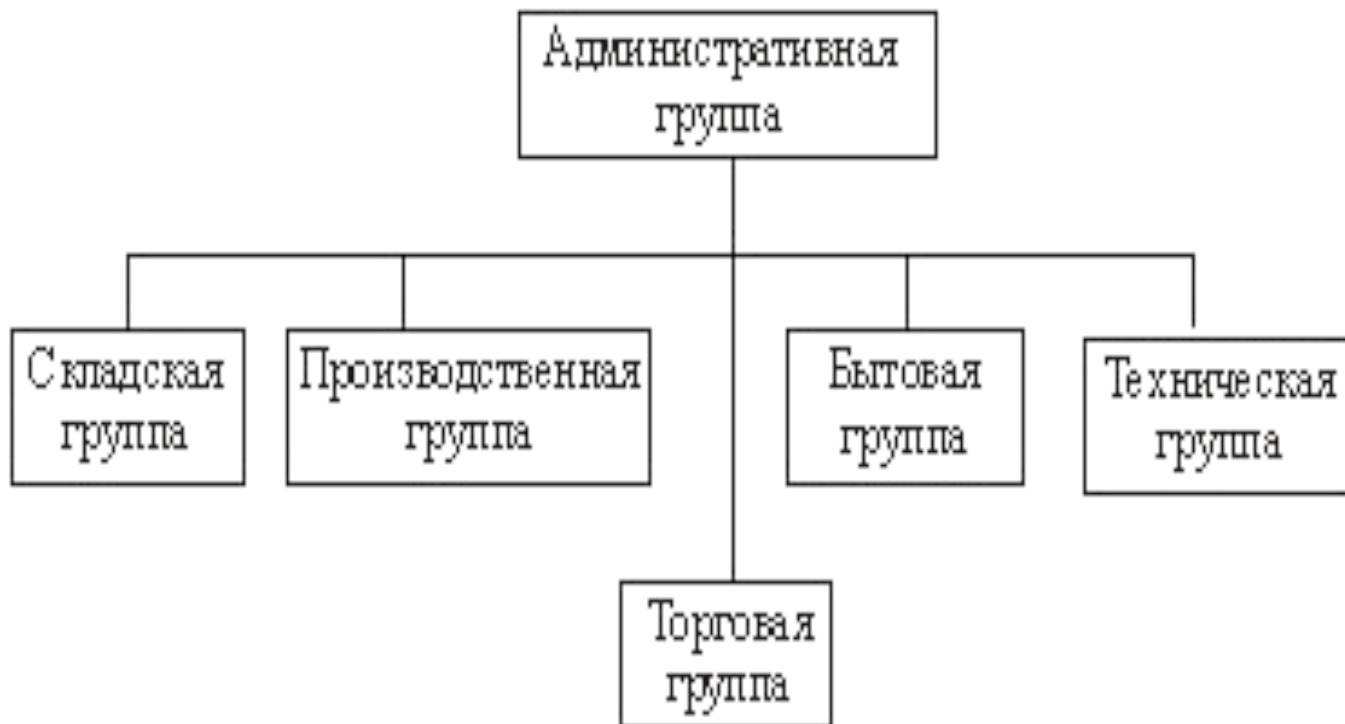 Административная
группа
Складская
группа
Производственная
группа
Бытовая
группа
Техническая
группа
Торговая
группа